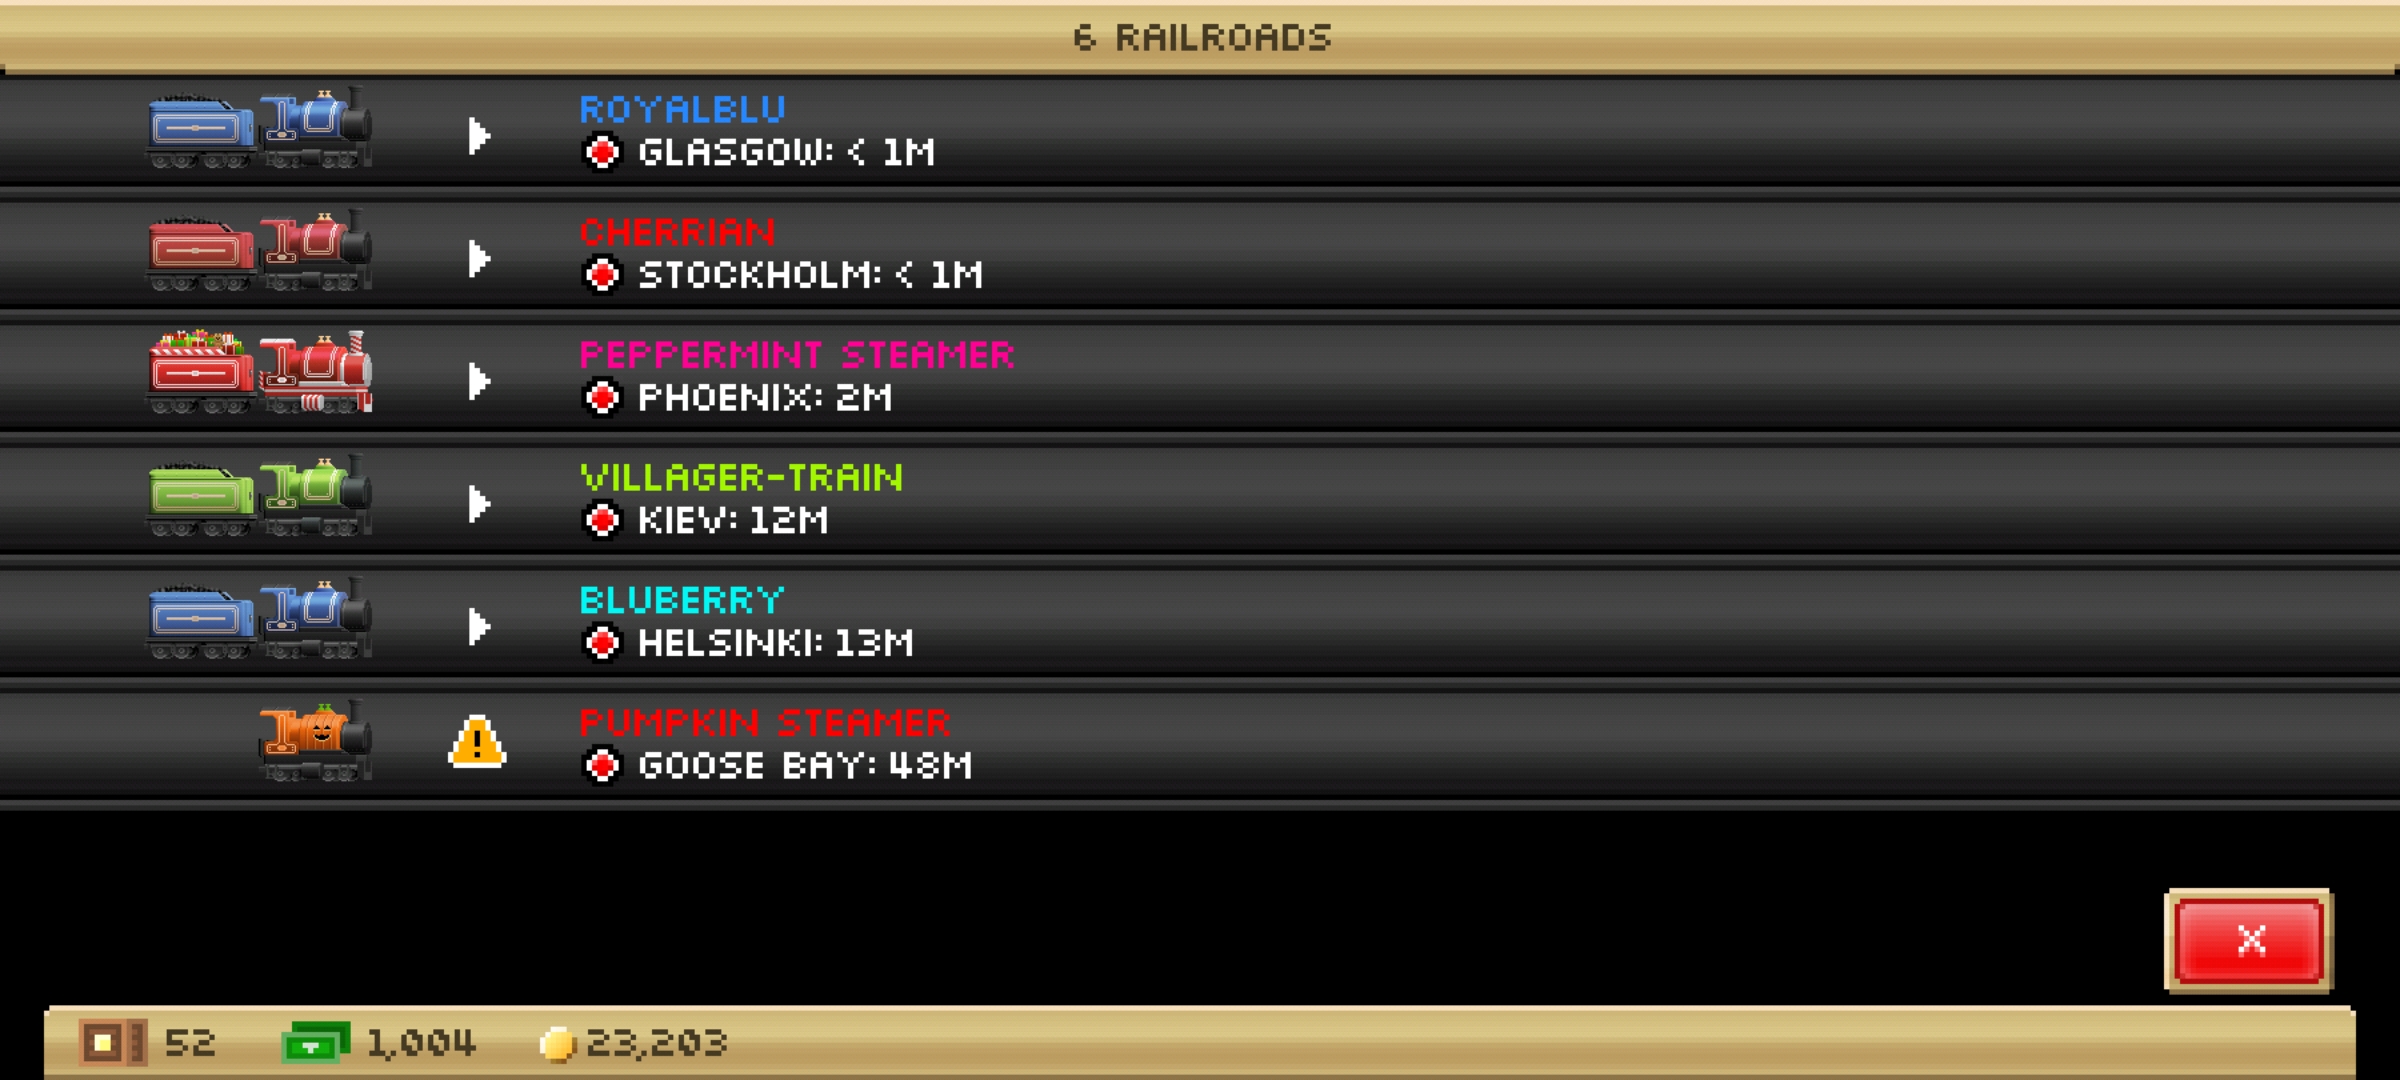 6 RAILROADS
ROYALBLU
GLASGOW: < 1M
CHERRIAN
STOCKHOLM: < 1M
PEPPERMINT STEAMER
PHOENIX: 2M
VILLAGER-TRAIN
KIEV: 12M
BLUBERRY
HELSINKI: 13M
PUMPKIN STEAMER
GOOSE BAY: 48M
X
52 1,004 23,203